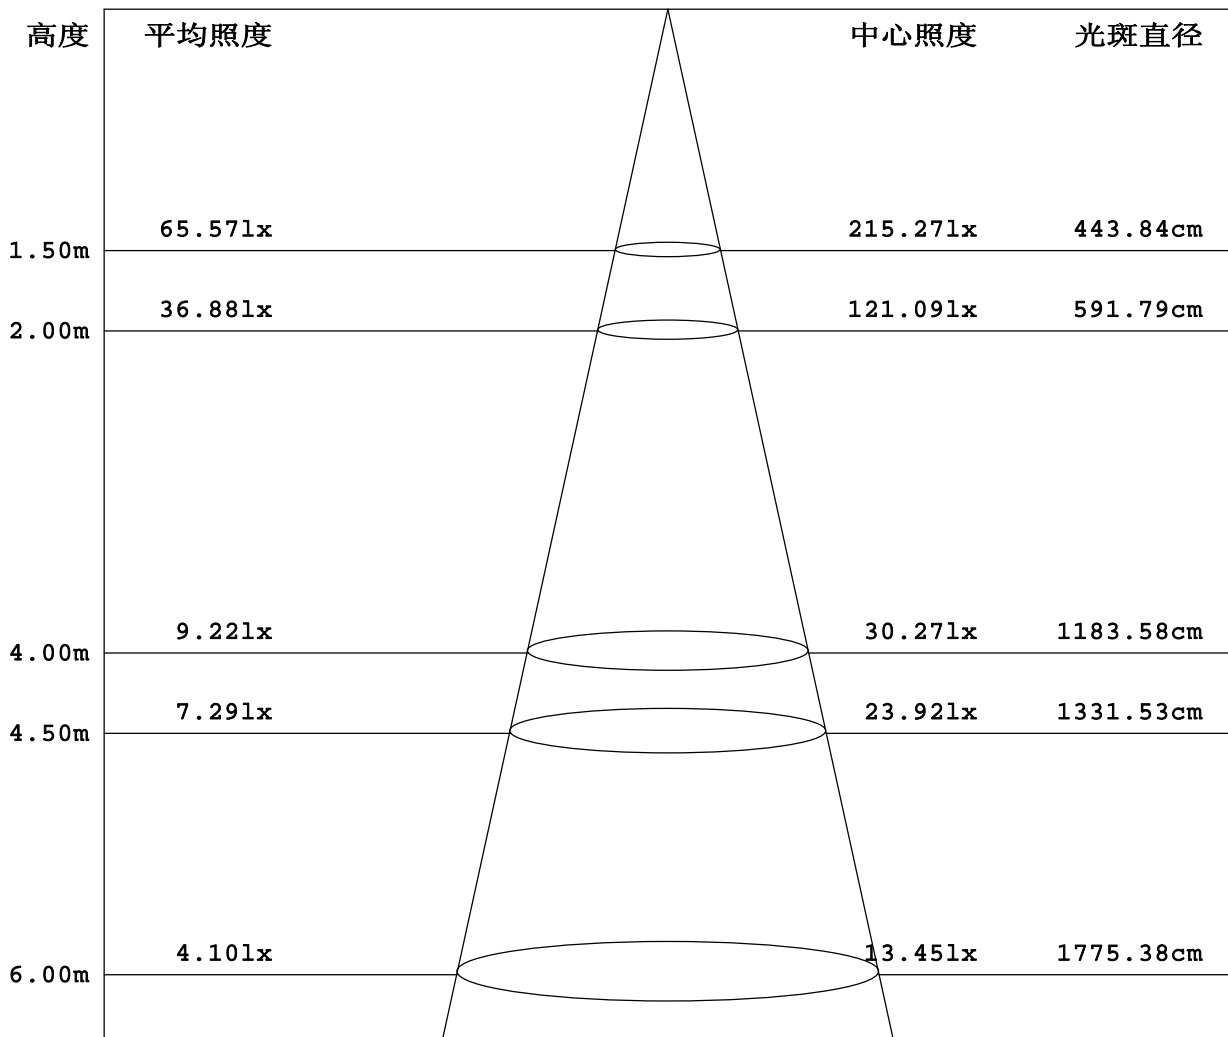 高度 平均照度 中心照度 光斑直径
65.57lx 215.27lx 443.84cm
1.50m
36.88lx 121.09lx 591.79cm
2.00m
9.22lx 30.27lx 1183.58cm
4.00m
7.29lx 23.92lx 1331.53cm
4.50m
4.10lx 13.45lx 1775.38cm
6.00m